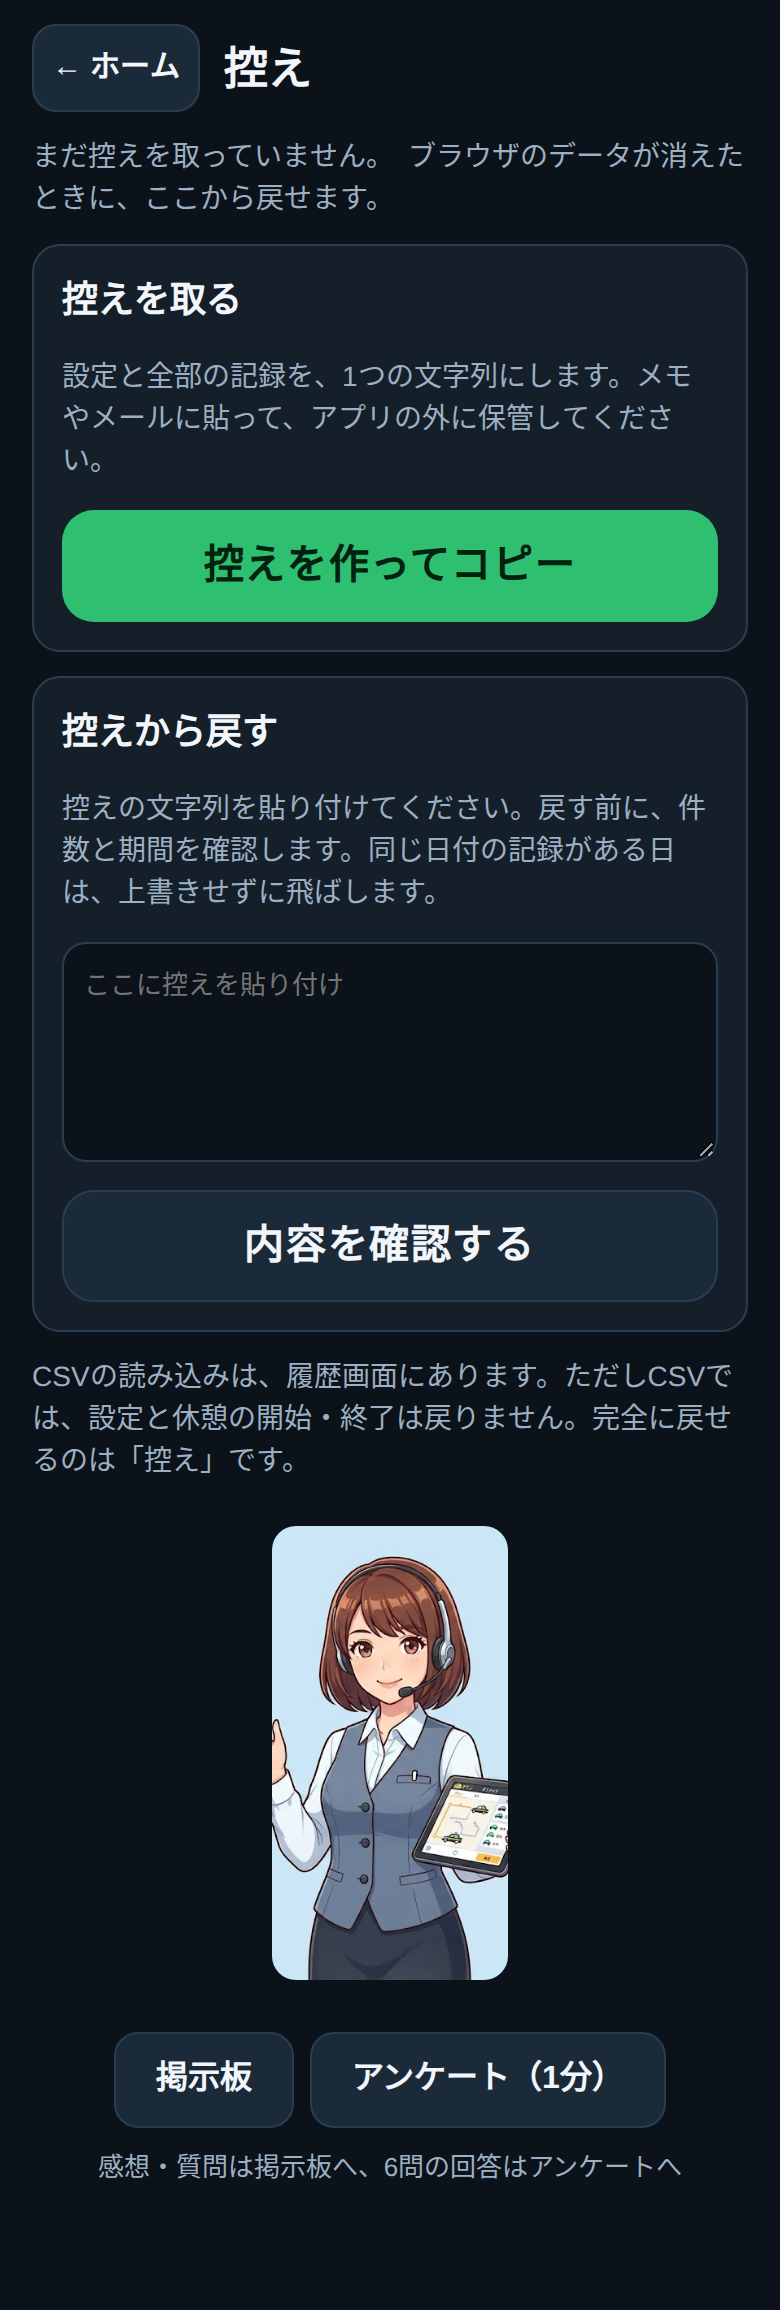 ← ホーム 控え
まだ控えを取っていません。 ブラウザのデータが消えた
ときに、ここから戻せます。
控えを取る
設定と全部の記録を、1つの文字列にします。メモ
やメールに貼って、アプリの外に保管してくださ
い。
控えを作ってコピー
控えから戻す
控えの文字列を貼り付けてください。戻す前に、件
数と期間を確認します。同じ日付の記録がある日
は、上書きせずに飛ばします。
ここに控えを貼り付け
内容を確認する
CSVの読み込みは、履歴画面にあります。ただしCSVで
は、設定と休憩の開始・終了は戻りません。完全に戻せ
るのは「控え」です。
掲示板 アンケート（1分）
感想・質問は掲示板へ、6問の回答はアンケートへ